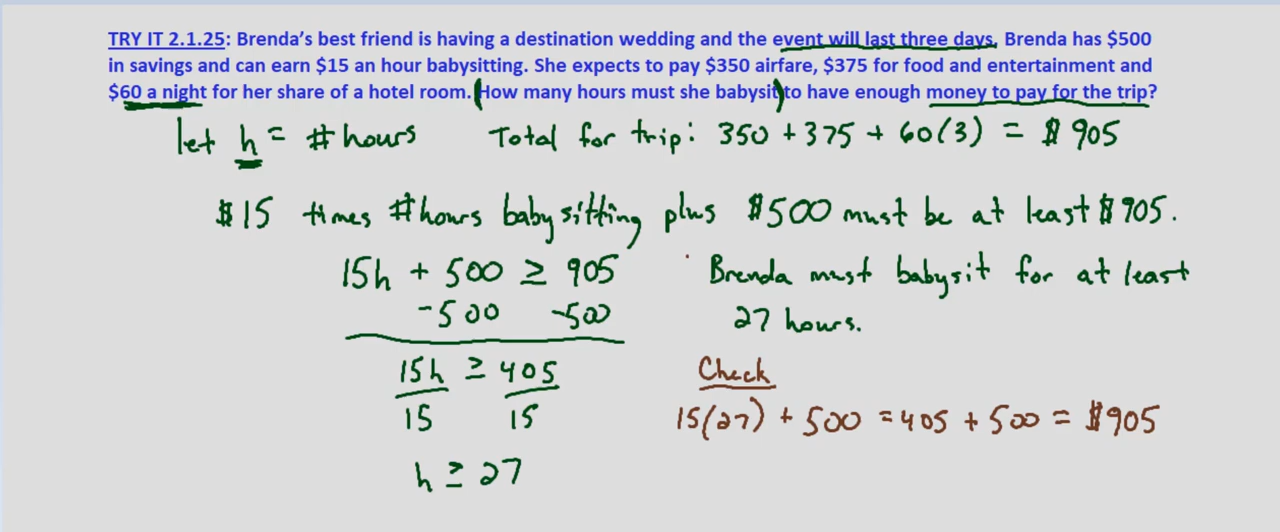 TRY IT 2.1.25: Brenda's best friend is having a destination wedding and the event will last three days. Brenda has $500
in savings and can earn $15 an hour babysitting. She expects to pay $350 airfare, $375 for food and entertainment and
$60 a night for her share of a hotel room. (How many hours must she babysit) to have enough money to pay for the trip?
let h = # hours Total for trip: 350 + 375 + 60(3) = $905
$15 times # hours babysitting plus $500 must be at least $905.
15h + 500 ≥ 905 Brenda must babysit for at least
-500 -500 27 hours.
15h ≥ 405 Check
15 15 15(27) + 500 = 405 + 500 = $905
h ≥ 27